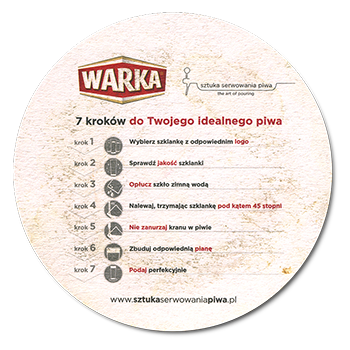 WARKA
sztuka serwowania piwa
the art of pouring
7 kroków do Twojego idealnego piwa
krok 1 Wybierz szklankę z odpowiednim logo
krok 2 Sprawdź jakość szklanki
krok 3 Opłucz szkło zimną wodą
krok 4 Nalewaj, trzymając szklankę pod kątem 45 stopni
krok 5 Nie zanurzaj kranu w piwie
krok 6 Zbuduj odpowiednią pianę
krok 7 Podaj perfekcyjnie
www.sztukaserwowaniapiwa.pl